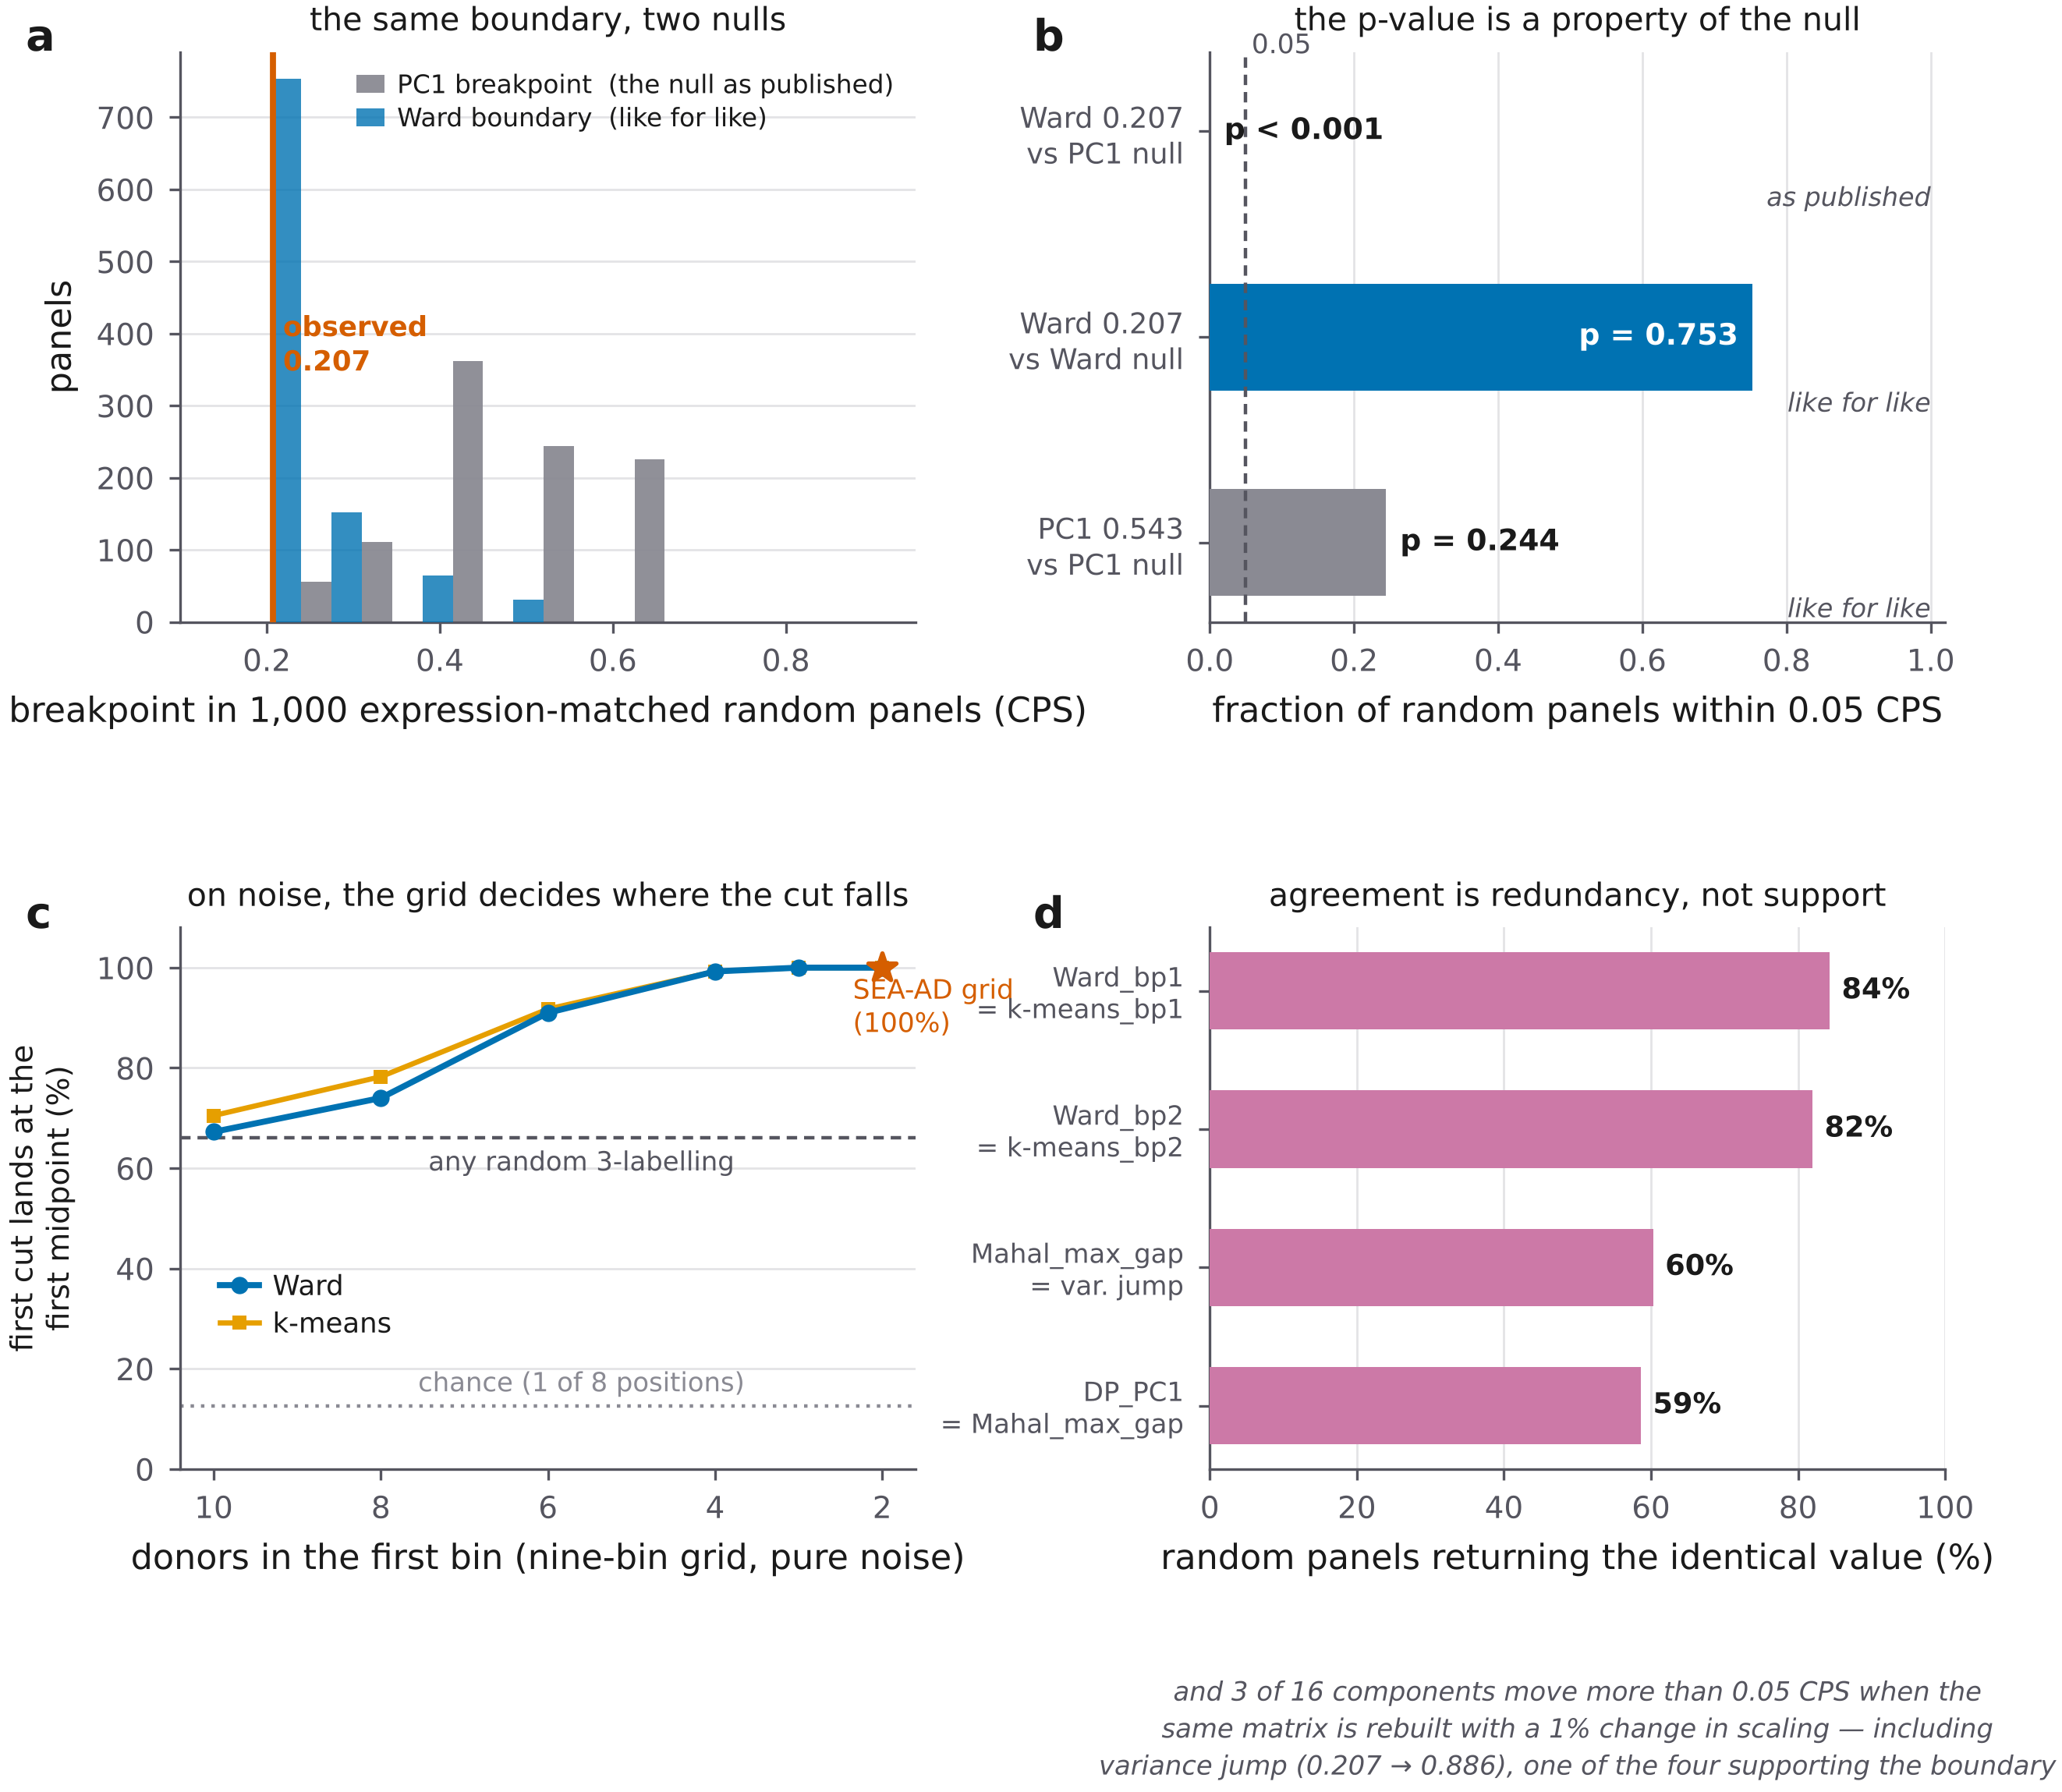 a
the same boundary, two nulls
PC1 breakpoint (the null as published)
Ward boundary (like for like)
observed
0.207
panels
700
600
500
400
300
200
100
0
0.2
0.4
0.6
0.8
breakpoint in 1,000 expression-matched random panels (CPS)
b
the p-value is a property of the null
0.05
Ward 0.207
vs PC1 null
p < 0.001
as published
Ward 0.207
vs Ward null
p = 0.753
like for like
PC1 0.543
vs PC1 null
p = 0.244
like for like
0.0
0.2
0.4
0.6
0.8
1.0
fraction of random panels within 0.05 CPS
c
on noise, the grid decides where the cut falls
first cut lands at the
first midpoint (%)
100
80
60
40
20
0
SEA-AD grid
(100%)
any random 3-labelling
Ward
k-means
chance (1 of 8 positions)
10
8
6
4
2
donors in the first bin (nine-bin grid, pure noise)
d
agreement is redundancy, not support
Ward_bp1
= k-means_bp1
84%
Ward_bp2
= k-means_bp2
82%
Mahal_max_gap
= var. jump
60%
DP_PC1
= Mahal_max_gap
59%
0
20
40
60
80
100
random panels returning the identical value (%)
and 3 of 16 components move more than 0.05 CPS when the
same matrix is rebuilt with a 1% change in scaling — including
variance jump (0.207 → 0.886), one of the four supporting the boundary